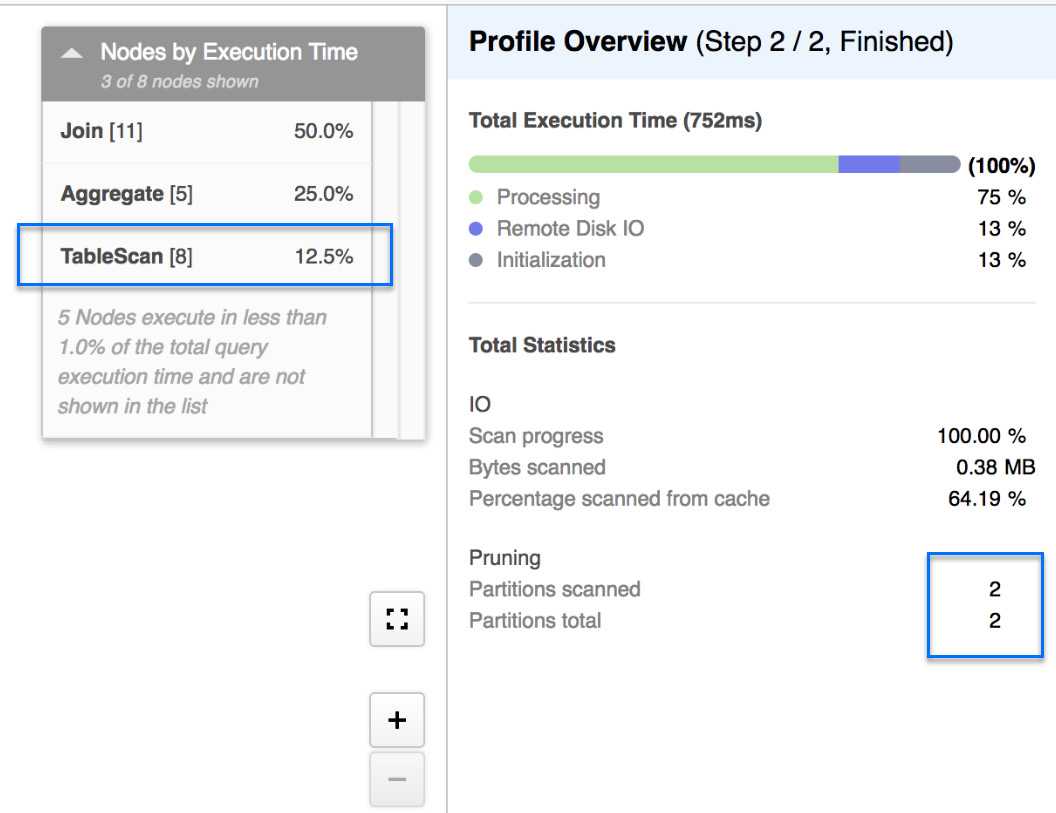 Nodes by Execution Time
3 of 8 nodes shown
Join [11] 50.0%
Aggregate [5] 25.0%
TableScan [8] 12.5%
5 Nodes execute in less than
1.0% of the total query
execution time and are not
shown in the list
+
−
Profile Overview (Step 2 / 2, Finished)
Total Execution Time (752ms)
(100%)
Processing 75 %
Remote Disk IO 13 %
Initialization 13 %
Total Statistics
IO
Scan progress 100.00 %
Bytes scanned 0.38 MB
Percentage scanned from cache 64.19 %
Pruning
Partitions scanned 2
Partitions total 2